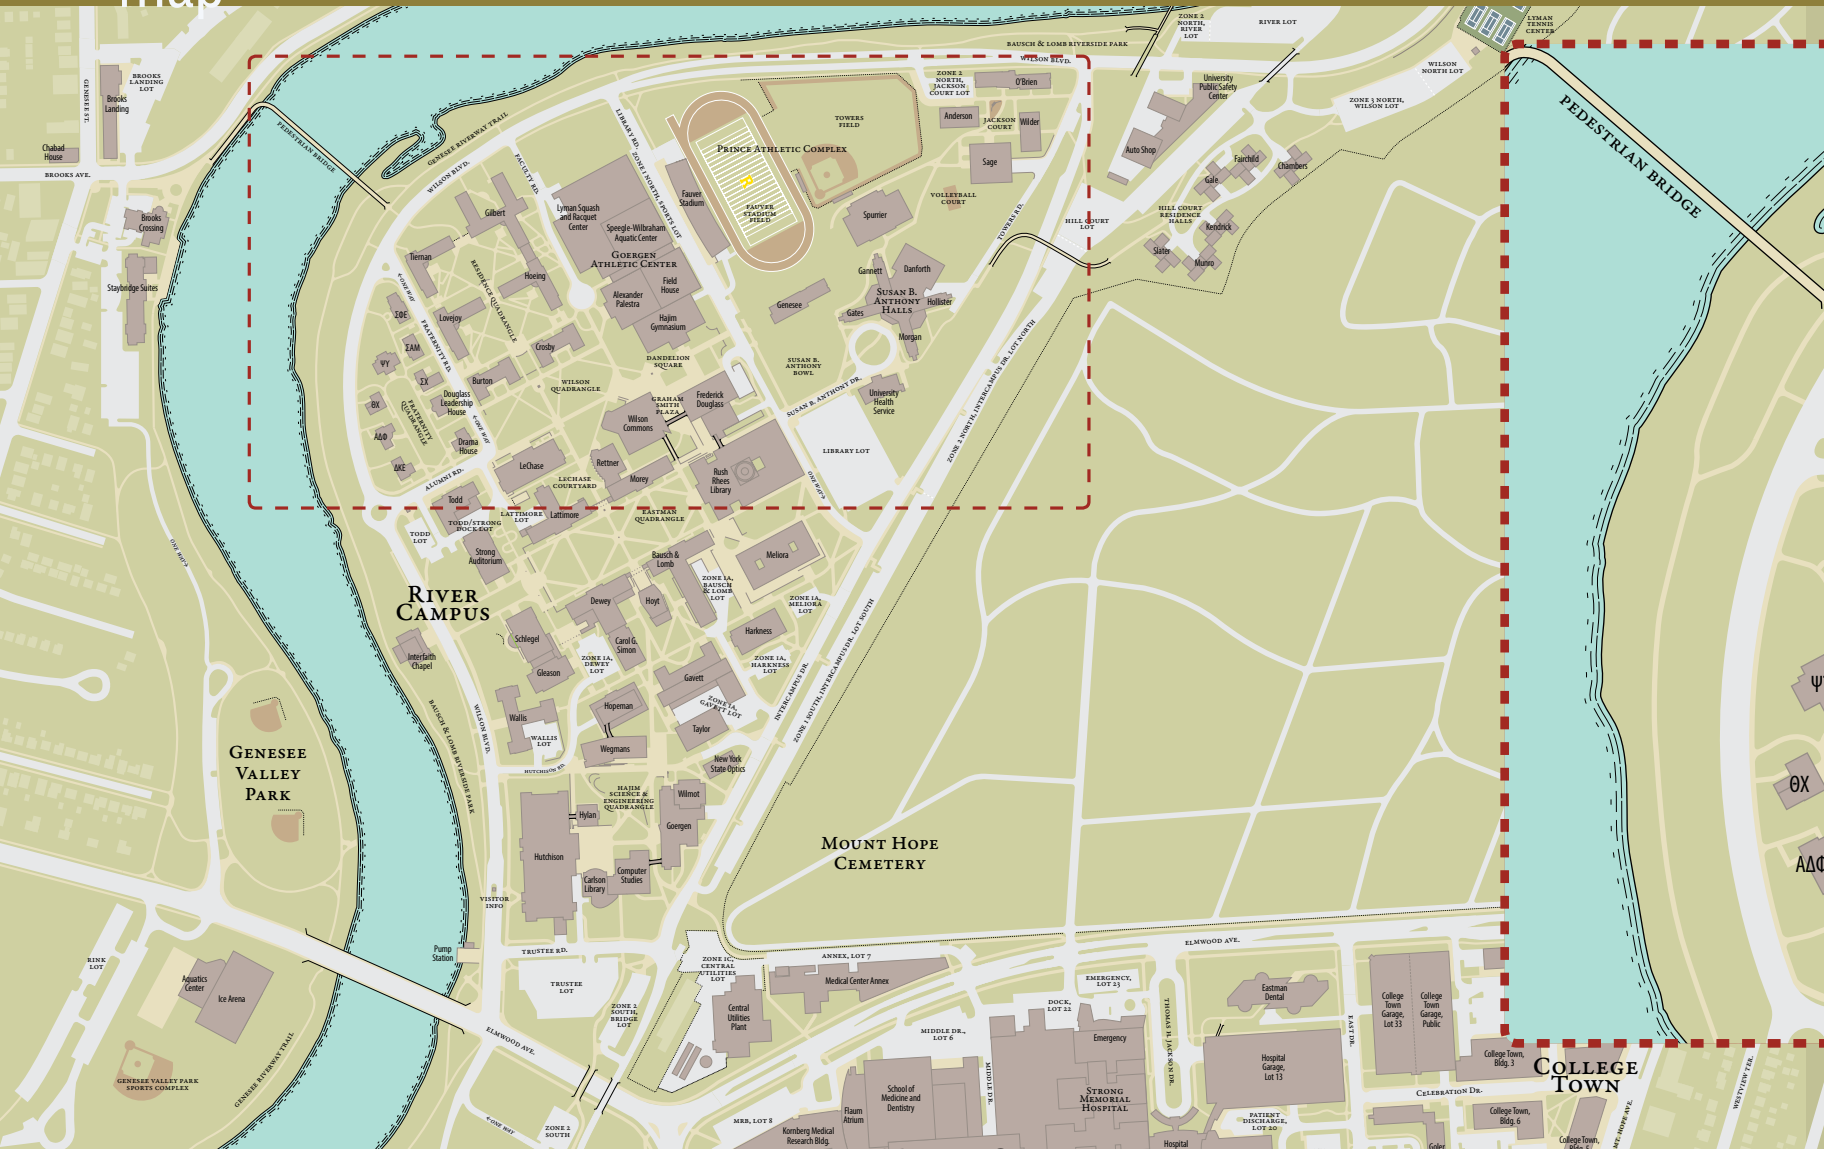 map
LYMAN
TENNIS
CENTER
ZONE 2
NORTH,
RIVER
LOT
RIVER LOT
BAUSCH & LOMB RIVERSIDE PARK
WILSON BLVD.
WILSON
NORTH LOT
ZONE 3 NORTH,
WILSON LOT
University
Public Safety
Center
Auto Shop
GENESEE ST.
Brooks
Landing
BROOKS
LANDING
LOT
Chabad
House
BROOKS AVE.
Brooks
Crossing
Staybridge Suites
PEDESTRIAN BRIDGE
GENESEE RIVERWAY TRAIL
WILSON BLVD.
FACULTY RD.
LIBRARY RD.
ZONE 1 NORTH, SPORTS LOT
PRINCE ATHLETIC COMPLEX
TOWERS
FIELD
FAUVER
STADIUM
FIELD
Fauver
Stadium
ZONE 2
NORTH,
JACKSON
COURT LOT
O'Brien
Anderson
JACKSON
COURT
Wilder
Sage
VOLLEYBALL
COURT
TOWERS RD.
HILL COURT
LOT
HILL COURT
RESIDENCE
HALLS
Gale
Fairchild
Chambers
Kendrick
Slater
Munro
PEDESTRIAN BRIDGE
Gilbert
Tiernan
Hoeing
Lovejoy
RESIDENCE QUADRANGLE
Lyman Squash
and Racquet
Center
Speegle-Wilbraham
Aquatic Center
GOERGEN
ATHLETIC CENTER
Field
House
Alexander
Palestra
Hajim
Gymnasium
Spurrier
Gannett
Danforth
SUSAN B.
ANTHONY
HALLS
Hollister
Genesee
Gates
Morgan
<ONE WAY
FRATERNITY RD.
ΣΦΕ
ΣΑΜ
ΨΥ
ΣΧ
ΘΧ
ΑΔΦ
ΔΚΕ
FRATERNITY
QUADRANGLE
Crosby
Burton
Douglass
Leadership
House
<ONE WAY
Drama
House
ALUMNI RD.
WILSON
QUADRANGLE
DANDELION
SQUARE
GRAHAM
SMITH
PLAZA
Frederick
Douglass
Wilson
Commons
SUSAN B.
ANTHONY
BOWL
SUSAN B. ANTHONY DR.
University
Health
Service
ZONE 2 NORTH, INTERCAMPUS DR. LOT NORTH
LIBRARY LOT
ONE WAY>
Rush
Rhees
Library
LeChase
Rettner
LECHASE
COURTYARD
Morey
Todd
TODD/STRONG
DOCK LOT
TODD
LOT
LATTIMORE
LOT
Lattimore
EASTMAN
QUADRANGLE
Strong
Auditorium
Bausch &
Lomb
Meliora
ZONE 1A,
BAUSCH
& LOMB
LOT
ZONE 1A,
MELIORA
LOT
RIVER
CAMPUS
Dewey
Hoyt
Harkness
Schlegel
Carol G.
Simon
ZONE 1A,
DEWEY
LOT
ZONE 1A,
HARKNESS
LOT
Interfaith
Chapel
Gleason
Gavett
ZONE 1A,
GAVETT LOT
Hopeman
Taylor
INTERCAMPUS DR.
ZONE 1 SOUTH, INTERCAMPUS DR. LOT SOUTH
Wallis
WALLIS
LOT
Wegmans
HUTCHISON RD.
WILSON BLVD.
BAUSCH & LOMB RIVERSIDE PARK
New York
State Optics
HAJIM
SCIENCE &
ENGINEERING
QUADRANGLE
Wilmot
Goergen
Hylan
Hutchison
Computer
Studies
Carlson
Library
ONE WAY>
GENESEE
VALLEY
PARK
MOUNT HOPE
CEMETERY
VISITOR
INFO
Pump
Station
TRUSTEE RD.
TRUSTEE
LOT
RINK
LOT
Aquatics
Center
Ice Arena
GENESEE VALLEY PARK
SPORTS COMPLEX
GENESEE RIVERWAY TRAIL
ELMWOOD AVE.
<ONE WAY
ZONE 2
SOUTH
ZONE 2
SOUTH,
BRIDGE
LOT
ZONE 1C,
CENTRAL
UTILITIES
LOT
Central
Utilities
Plant
ANNEX, LOT 7
Medical Center Annex
ELMWOOD AVE.
EMERGENCY,
LOT 23
DOCK,
LOT 22
MIDDLE DR.,
LOT 6
MIDDLE DR.
Emergency
THOMAS H. JACKSON DR.
STRONG
MEMORIAL
HOSPITAL
School of
Medicine and
Dentistry
Flaum
Atrium
MRB, LOT 8
Kornberg Medical
Research Bldg.
Eastman
Dental
Hospital
Garage,
Lot 13
EAST DR.
PATIENT
DISCHARGE,
LOT 20
Hospital
College
Town
Garage,
Lot 33
College
Town
Garage,
Public
College Town,
Bldg. 3
COLLEGE
TOWN
CELEBRATION DR.
College Town,
Bldg. 6
College Town,
Goler
MT. HOPE AVE.
WESTVIEW TER.
ΨΥ
ΘΧ
ΑΔΦ